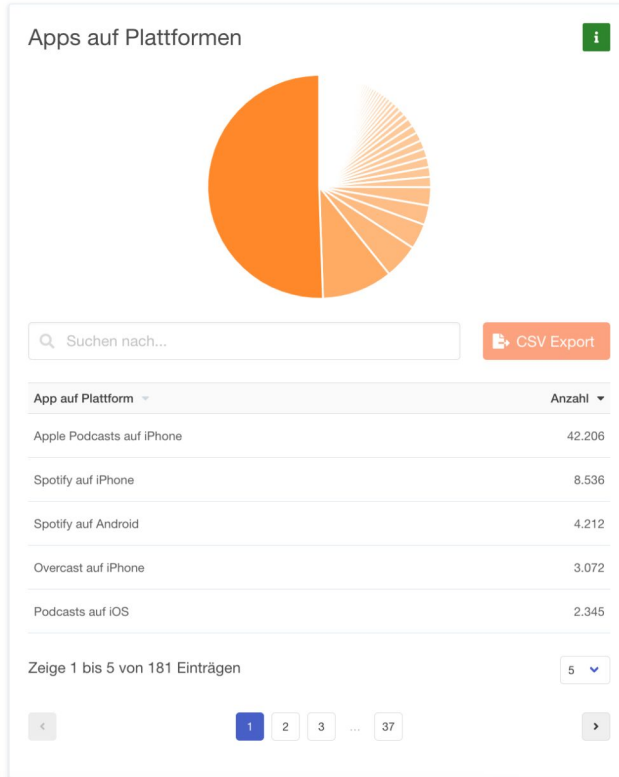 Apps auf Plattformen
i
Suchen nach...
CSV Export
App auf Plattform Anzahl
Apple Podcasts auf iPhone 42.206
Spotify auf iPhone 8.536
Spotify auf Android 4.212
Overcast auf iPhone 3.072
Podcasts auf iOS 2.345
Zeige 1 bis 5 von 181 Einträgen 5
1 2 3 ... 37